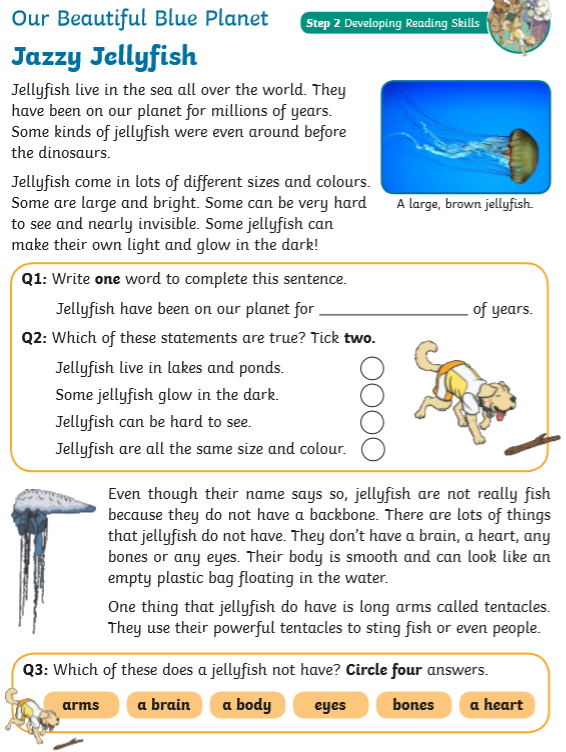 Our Beautiful Blue Planet
Step 2 Developing Reading Skills
Jazzy Jellyfish
Jellyfish live in the sea all over the world. They
have been on our planet for millions of years.
Some kinds of jellyfish were even around before
the dinosaurs.
Jellyfish come in lots of different sizes and colours.
Some are large and bright. Some can be very hard
to see and nearly invisible. Some jellyfish can
make their own light and glow in the dark!
A large, brown jellyfish.
Q1: Write one word to complete this sentence.
Jellyfish have been on our planet for _________________ of years.
Q2: Which of these statements are true? Tick two.
Jellyfish live in lakes and ponds.
Some jellyfish glow in the dark.
Jellyfish can be hard to see.
Jellyfish are all the same size and colour.
Even though their name says so, jellyfish are not really fish
because they do not have a backbone. There are lots of things
that jellyfish do not have. They don't have a brain, a heart, any
bones or any eyes. Their body is smooth and can look like an
empty plastic bag floating in the water.
One thing that jellyfish do have is long arms called tentacles.
They use their powerful tentacles to sting fish or even people.
Q3: Which of these does a jellyfish not have? Circle four answers.
arms a brain a body eyes bones a heart